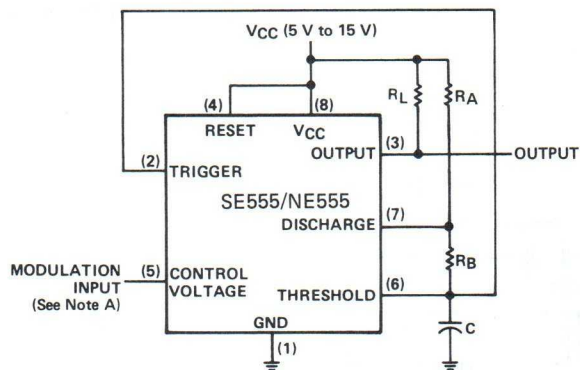 VCC (5 V to 15 V)
RL
RA
(4)
(8)
RESET
VCC
(3)
OUTPUT
OUTPUT
(2)
TRIGGER
SE555/NE555
(7)
DISCHARGE
RB
MODULATION
INPUT
(See Note A)
(5)
CONTROL
VOLTAGE
(6)
THRESHOLD
C
GND
(1)